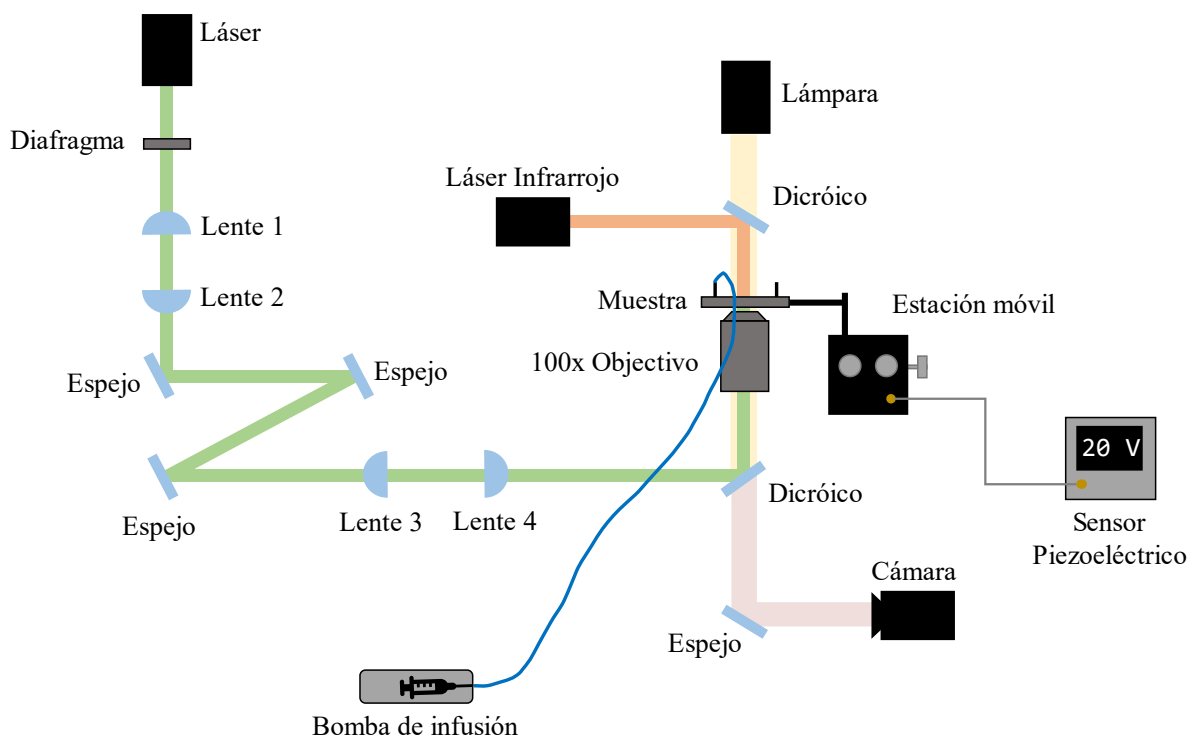 Láser
Diafragma
Lente 1
Lente 2
Espejo
Espejo
Espejo
Lente 3
Lente 4
Lámpara
Láser Infrarrojo
Dicróico
Muestra
Estación móvil
100x Objectivo
20 V
Dicróico
Sensor
Piezoeléctrico
Cámara
Espejo
Bomba de infusión